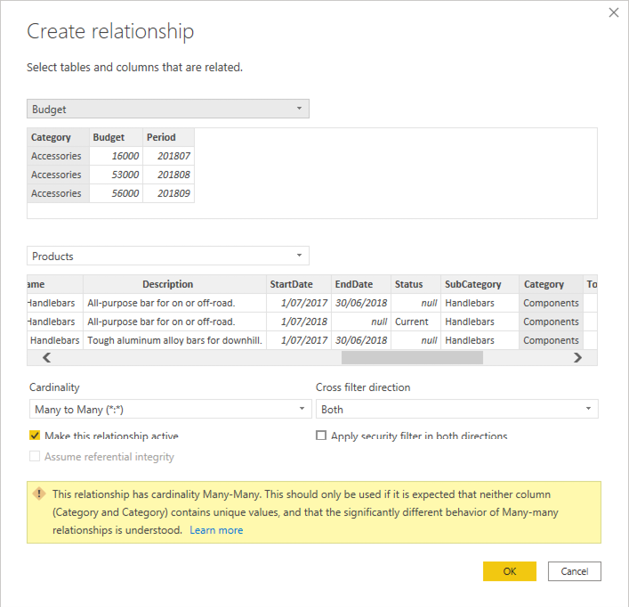 Create relationship
Select tables and columns that are related.
Budget
Category Budget Period
Accessories 16000 201807
Accessories 53000 201808
Accessories 56000 201809
Products
ame Description StartDate EndDate Status SubCategory Category To
Handlebars All-purpose bar for on or off-road. 1/07/2017 30/06/2018 null Handlebars Components
Handlebars All-purpose bar for on or off-road. 1/07/2018 null Current Handlebars Components
Handlebars Tough aluminum alloy bars for downhill. 1/07/2017 30/06/2018 null Handlebars Components
Cardinality Cross filter direction
Many to Many (*:*) Both
Make this relationship active Apply security filter in both directions
Assume referential integrity
This relationship has cardinality Many-Many. This should only be used if it is expected that neither column
(Category and Category) contains unique values, and that the significantly different behavior of Many-many
relationships is understood. Learn more
OK Cancel